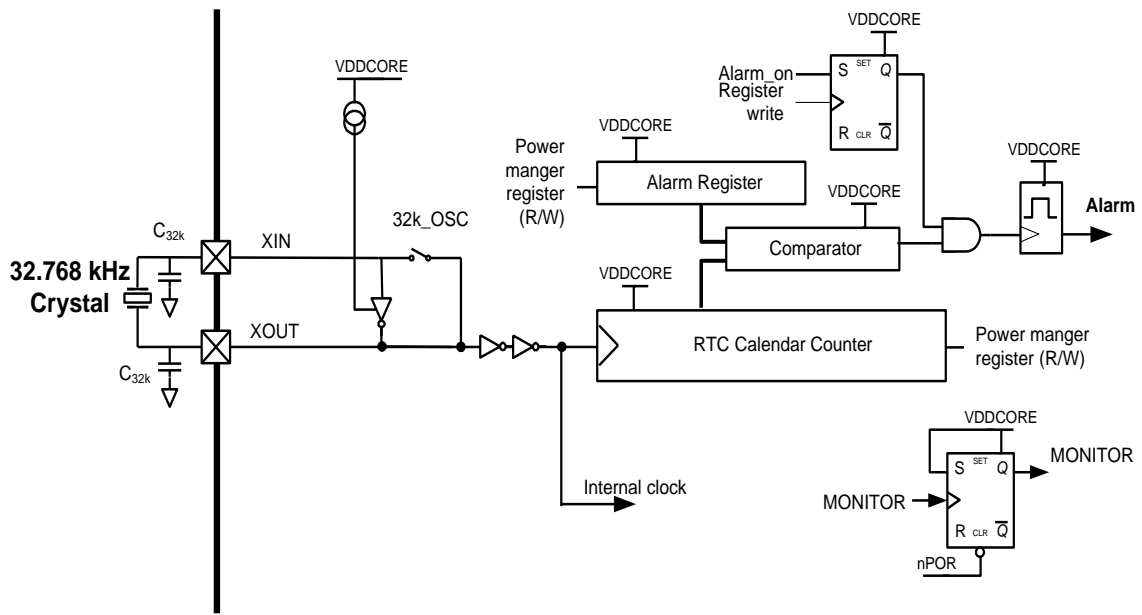 VDDCORE
VDDCORE
Alarm_on
Register
write
S SET Q
R CLR Q
VDDCORE
Power
manger
register
(R/W)
Alarm Register
VDDCORE
VDDCORE
Alarm
C32k
XIN
32k_OSC
Comparator
32.768 kHz
Crystal
VDDCORE
XOUT
RTC Calendar Counter
Power manger
register (R/W)
C32k
VDDCORE
S SET Q
MONITOR
Internal clock
MONITOR
R CLR Q
nPOR